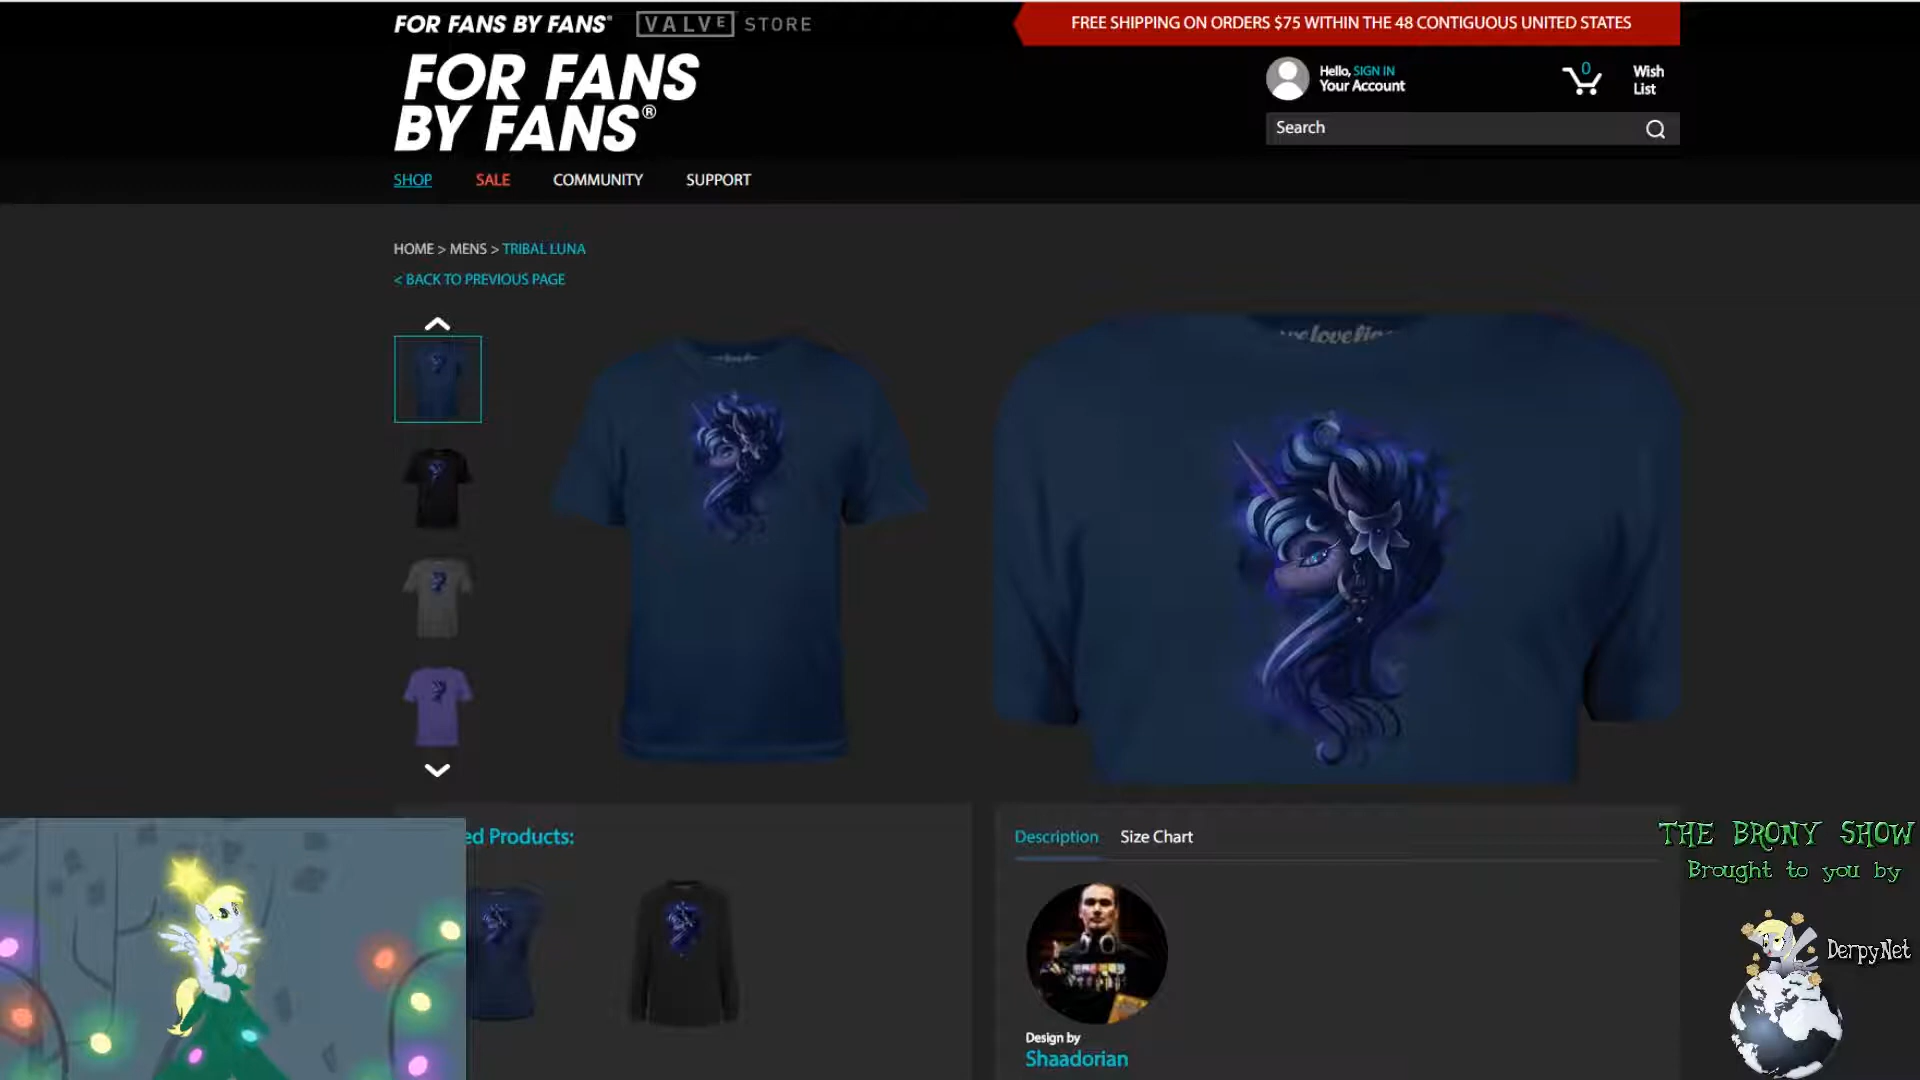 FOR FANS BY FANS®
VALVE STORE
FREE SHIPPING ON ORDERS $75 WITHIN THE 48 CONTIGUOUS UNITED STATES
FOR FANS
BY FANS®
Hello, SIGN IN
Your Account
0
Wish
List
Search
SHOP
SALE
COMMUNITY
SUPPORT
HOME > MENS > TRIBAL LUNA
< BACK TO PREVIOUS PAGE
ed Products:
Description
Size Chart
THE BRONY SHOW
Brought to you by
DerpyNet
Design by
Shaadorian